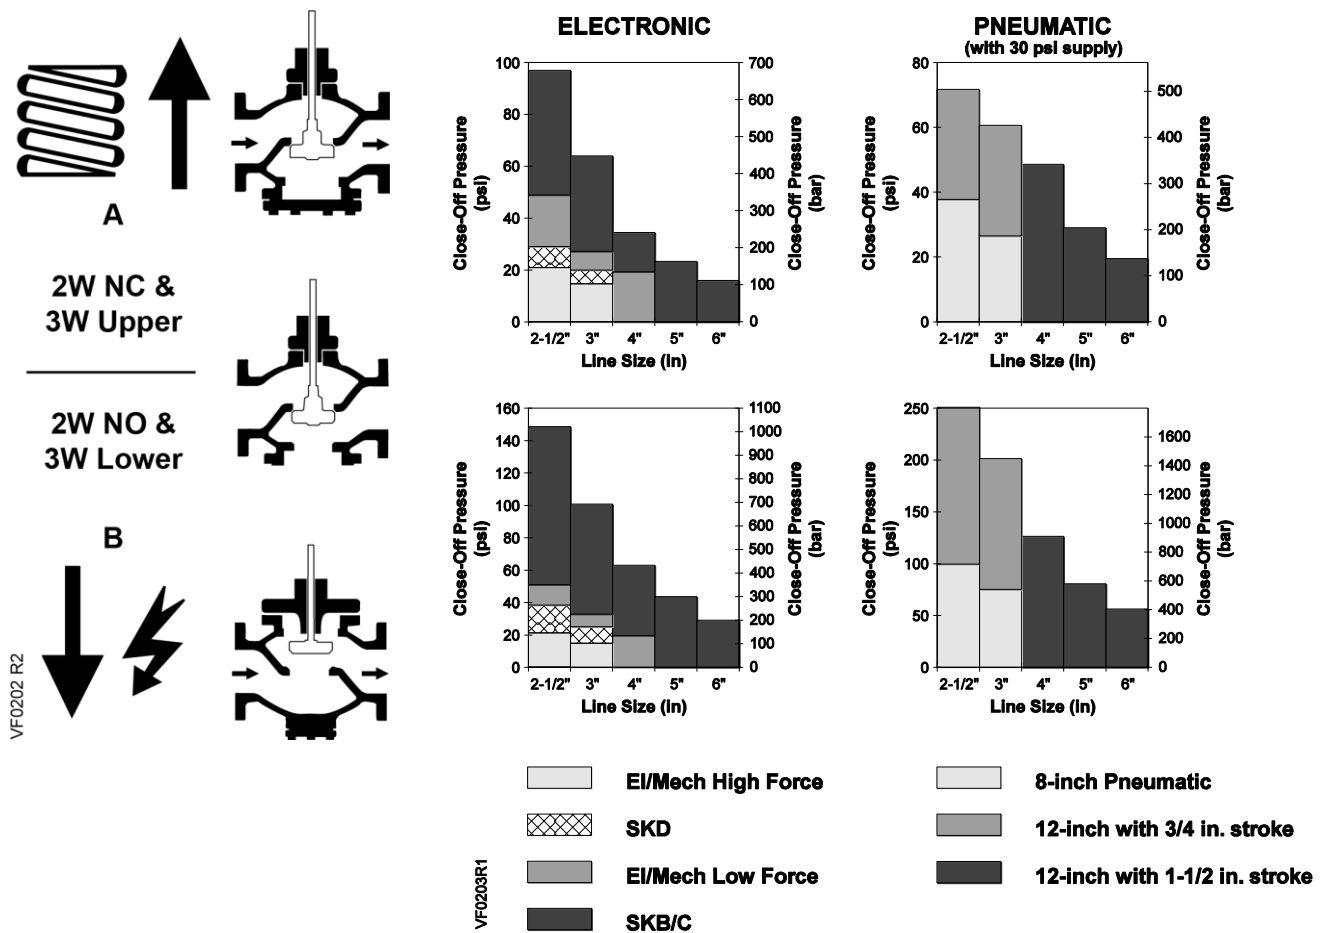 A
2W NC &
3W Upper
2W NO &
3W Lower
B
VF0202 R2
ELECTRONIC
100
80
60
40
20
0
Close-Off Pressure
(psi)
700
600
500
400
300
200
100
0
Close-Off Pressure
(bar)
2-1/2" 3" 4" 5" 6"
Line Size (in)
PNEUMATIC
(with 30 psi supply)
80
60
40
20
0
Close-Off Pressure
(psi)
500
400
300
200
100
0
Close-Off Pressure
(bar)
2-1/2" 3" 4" 5" 6"
Line Size (in)
160
140
120
100
80
60
40
20
0
Close-Off Pressure
(psi)
1100
1000
900
800
700
600
500
400
300
200
100
0
Close-Off Pressure
(bar)
2-1/2" 3" 4" 5" 6"
Line Size (in)
250
200
150
100
50
0
Close-Off Pressure
(psi)
1600
1400
1200
1000
800
600
400
200
0
Close-Off Pressure
(bar)
2-1/2" 3" 4" 5" 6"
Line Size (in)
El/Mech High Force
SKD
El/Mech Low Force
SKB/C
VF0203R1
8-inch Pneumatic
12-inch with 3/4 in. stroke
12-inch with 1-1/2 in. stroke